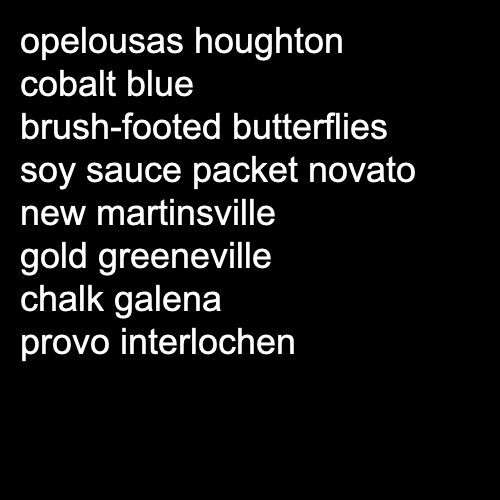 opelousas houghton
cobalt blue
brush-footed butterflies
soy sauce packet novato
new martinsville
gold greeneville
chalk galena
provo interlochen